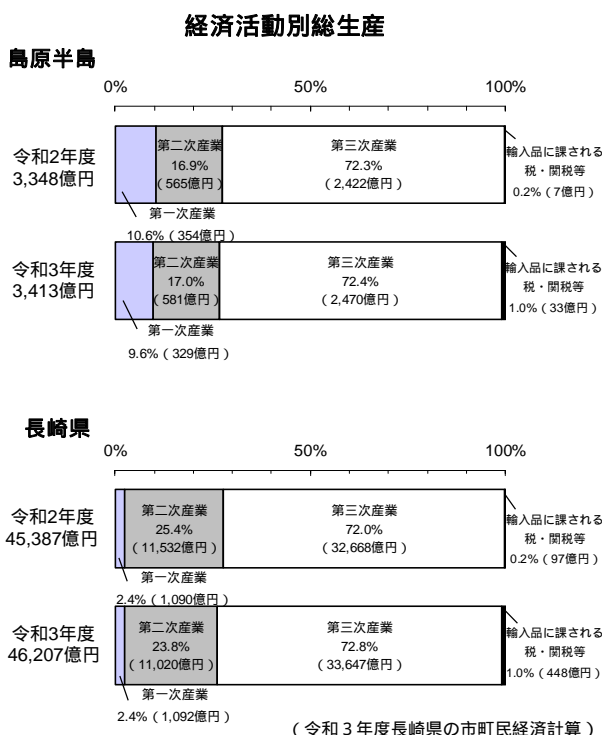 経済活動別総生産
島原半島
0% 50% 100%
令和2年度
3,348億円
第二次産業
16.9%
(565億円)
第三次産業
72.3%
(2,422億円)
輸入品に課される
税・関税等
0.2%(7億円)
第一次産業
10.6%(354億円)
令和3年度
3,413億円
第二次産業
17.0%
(581億円)
第三次産業
72.4%
(2,470億円)
輸入品に課される
税・関税等
1.0%(33億円)
第一次産業
9.6%(329億円)
長崎県
0% 50% 100%
令和2年度
45,387億円
第二次産業
25.4%
(11,532億円)
第三次産業
72.0%
(32,668億円)
輸入品に課される
税・関税等
0.2%(97億円)
第一次産業
2.4%(1,090億円)
令和3年度
46,207億円
第二次産業
23.8%
(11,020億円)
第三次産業
72.8%
(33,647億円)
輸入品に課される
税・関税等
1.0%(448億円)
第一次産業
2.4%(1,092億円)
(令和3年度長崎県の市町民経済計算)